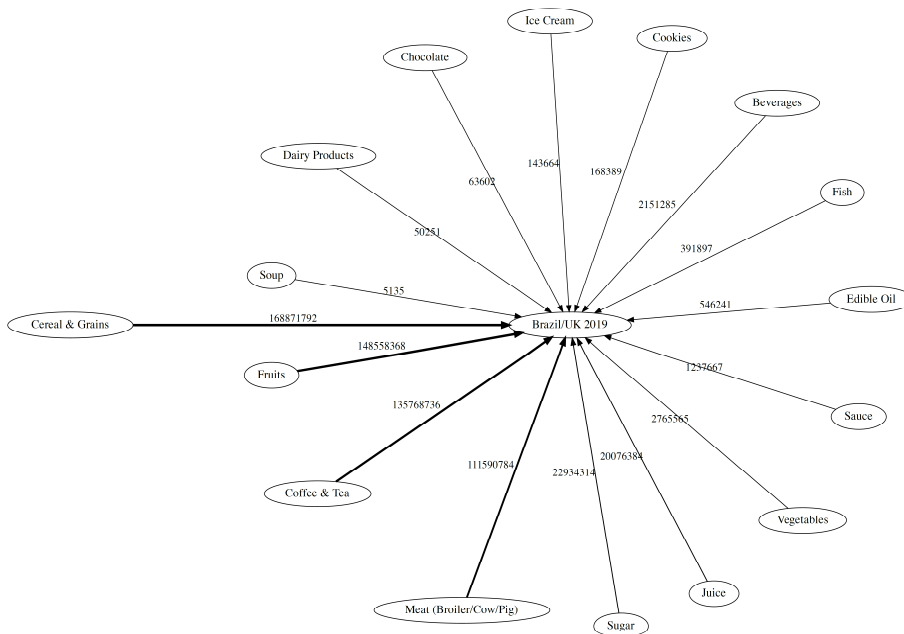 Ice Cream
Cookies
Chocolate
Beverages
Dairy Products
143664
168389
63602
Fish
2151285
50251
391897
Soup
5135
546241
Edible Oil
Cereal & Grains
168871792
Brazil/UK 2019
148558368
Fruits
1237667
135768736
2765565
Sauce
111590784
22934314
20076384
Coffee & Tea
Vegetables
Meat (Broiler/Cow/Pig)
Juice
Sugar